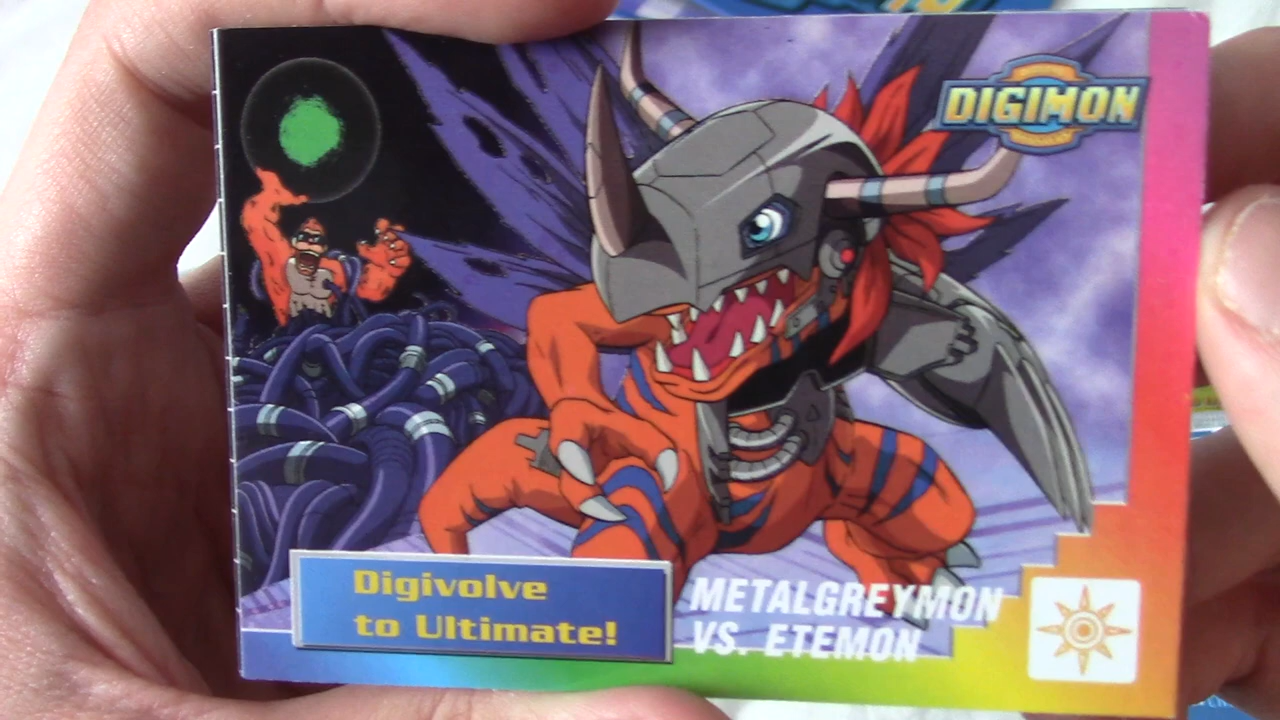 DIGIMON
Digivolve
to Ultimate!
METALGREYMON
VS. ETEMON